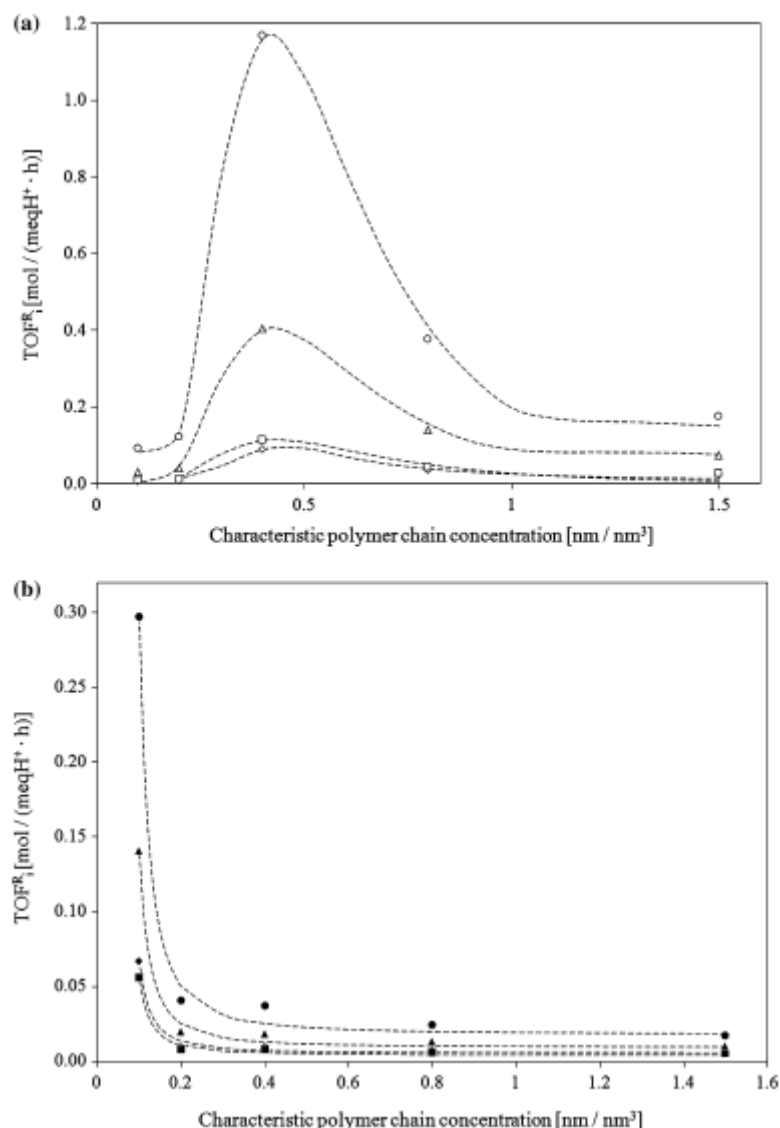 (a)
1.2
1.0
0.8
0.6
0.4
0.2
0.0
TOFᴿᵢ [mol / (meqH⁺ · h)]
0 0.5 1 1.5
Characteristic polymer chain concentration [nm / nm³]
(b)
0.30
0.25
0.20
0.15
0.10
0.05
0.00
TOFᴿᵢ [mol / (meqH⁺ · h)]
0 0.2 0.4 0.6 0.8 1 1.2 1.4 1.6
Characteristic polymer chain concentration [nm / nm³]